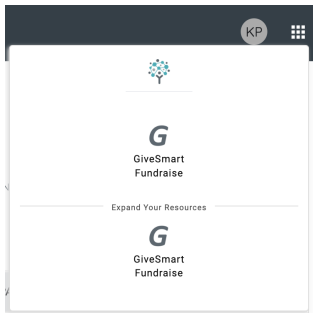 KP
G
GiveSmart
Fundraise
Expand Your Resources
G
GiveSmart
Fundraise